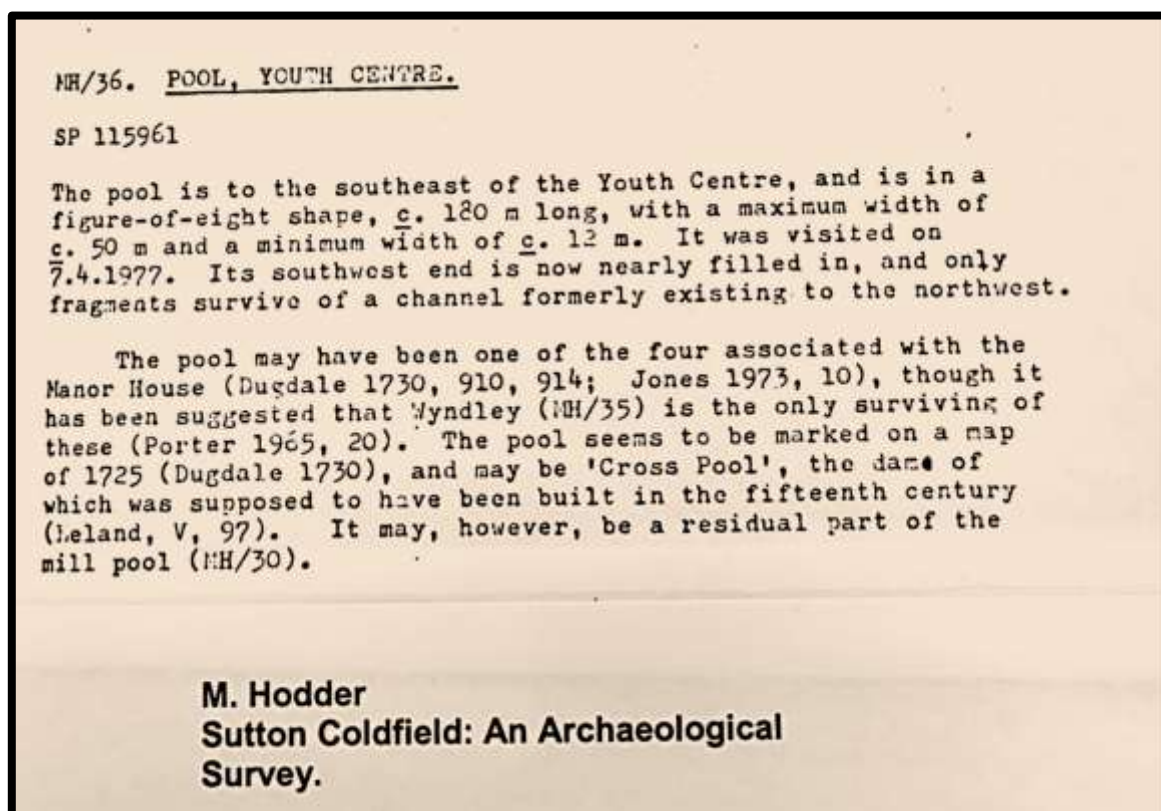 MH/36. POOL, YOUTH CENTRE.
SP 115961
The pool is to the southeast of the Youth Centre, and is in a
figure-of-eight shape, c. 180 m long, with a maximum width of
c. 50 m and a minimum width of c. 12 m. It was visited on
7.4.1977. Its southwest end is now nearly filled in, and only
fragments survive of a channel formerly existing to the northwest.
The pool may have been one of the four associated with the
Manor House (Dugdale 1730, 910, 914; Jones 1973, 10), though it
has been suggested that Wyndley (MH/35) is the only surviving of
these (Porter 1965, 20). The pool seems to be marked on a map
of 1725 (Dugdale 1730), and may be 'Cross Pool', the dam of
which was supposed to have been built in the fifteenth century
(Leland, V, 97). It may, however, be a residual part of the
mill pool (MH/30).
M. Hodder
Sutton Coldfield: An Archaeological
Survey.